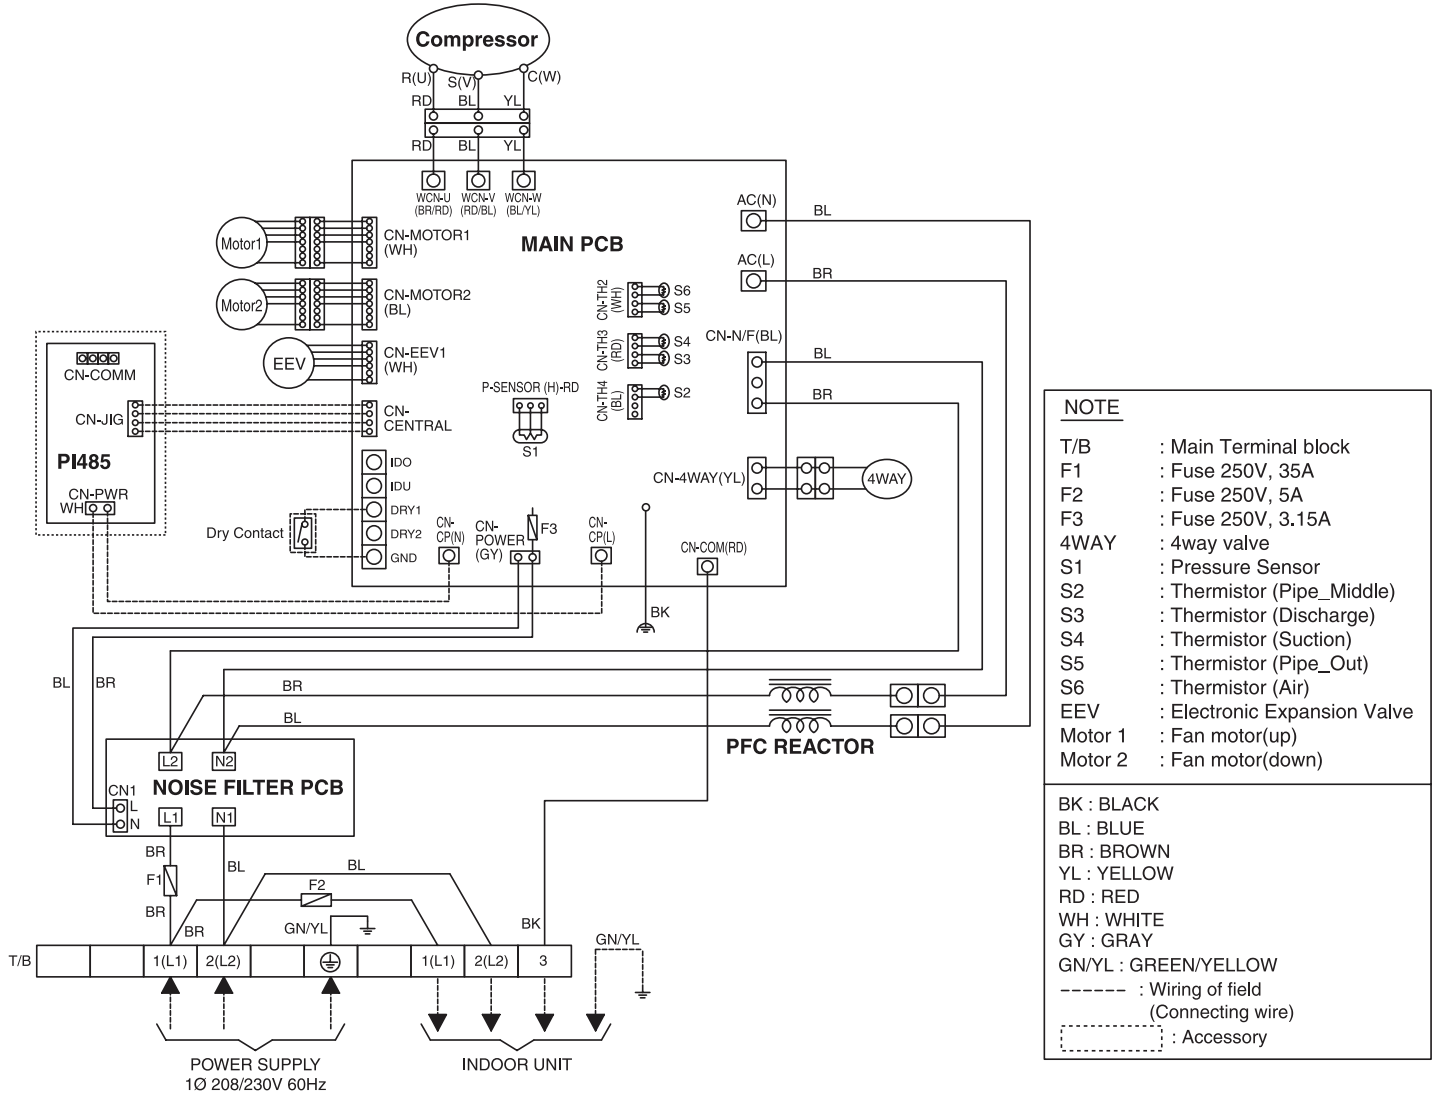 Compressor
R(U)
S(V)
C(W)
RD
BL
YL
RD
BL
YL
WCN-U
(BR/RD)
WCN-V
(RD/BL)
WCN-W
(BL/YL)
MAIN PCB
AC(N)
BL
AC(L)
BR
Motor1
CN-MOTOR1
(WH)
Motor2
CN-MOTOR2
(BL)
EEV
CN-EEV1
(WH)
CN-TH2
(WH)
S6
S5
CN-TH3
(RD)
S4
S3
CN-TH4
(BL)
S2
CN-N/F(BL)
BL
BR
P-SENSOR (H)-RD
S1
CN-COMM
CN-JIG
CN-
CENTRAL
PI485
CN-PWR
WH
IDO
IDU
DRY1
DRY2
GND
Dry Contact
CN-
CP(N)
CN-
POWER
(GY)
F3
CN-
CP(L)
CN-4WAY(YL)
4WAY
CN-COM(RD)
BK
BL
BR
BR
BL
PFC REACTOR
L2
N2
NOISE FILTER PCB
CN1
L
N
L1
N1
BR
F1
BR
BL
BR
BL
F2
GN/YL
BK
GN/YL
T/B
1(L1)
2(L2)
1(L1)
2(L2)
3
POWER SUPPLY
1Ø 208/230V 60Hz
INDOOR UNIT
NOTE
T/B : Main Terminal block
F1 : Fuse 250V, 35A
F2 : Fuse 250V, 5A
F3 : Fuse 250V, 3.15A
4WAY : 4way valve
S1 : Pressure Sensor
S2 : Thermistor (Pipe_Middle)
S3 : Thermistor (Discharge)
S4 : Thermistor (Suction)
S5 : Thermistor (Pipe_Out)
S6 : Thermistor (Air)
EEV : Electronic Expansion Valve
Motor 1 : Fan motor(up)
Motor 2 : Fan motor(down)
BK : BLACK
BL : BLUE
BR : BROWN
YL : YELLOW
RD : RED
WH : WHITE
GY : GRAY
GN/YL : GREEN/YELLOW
: Wiring of field
(Connecting wire)
: Accessory